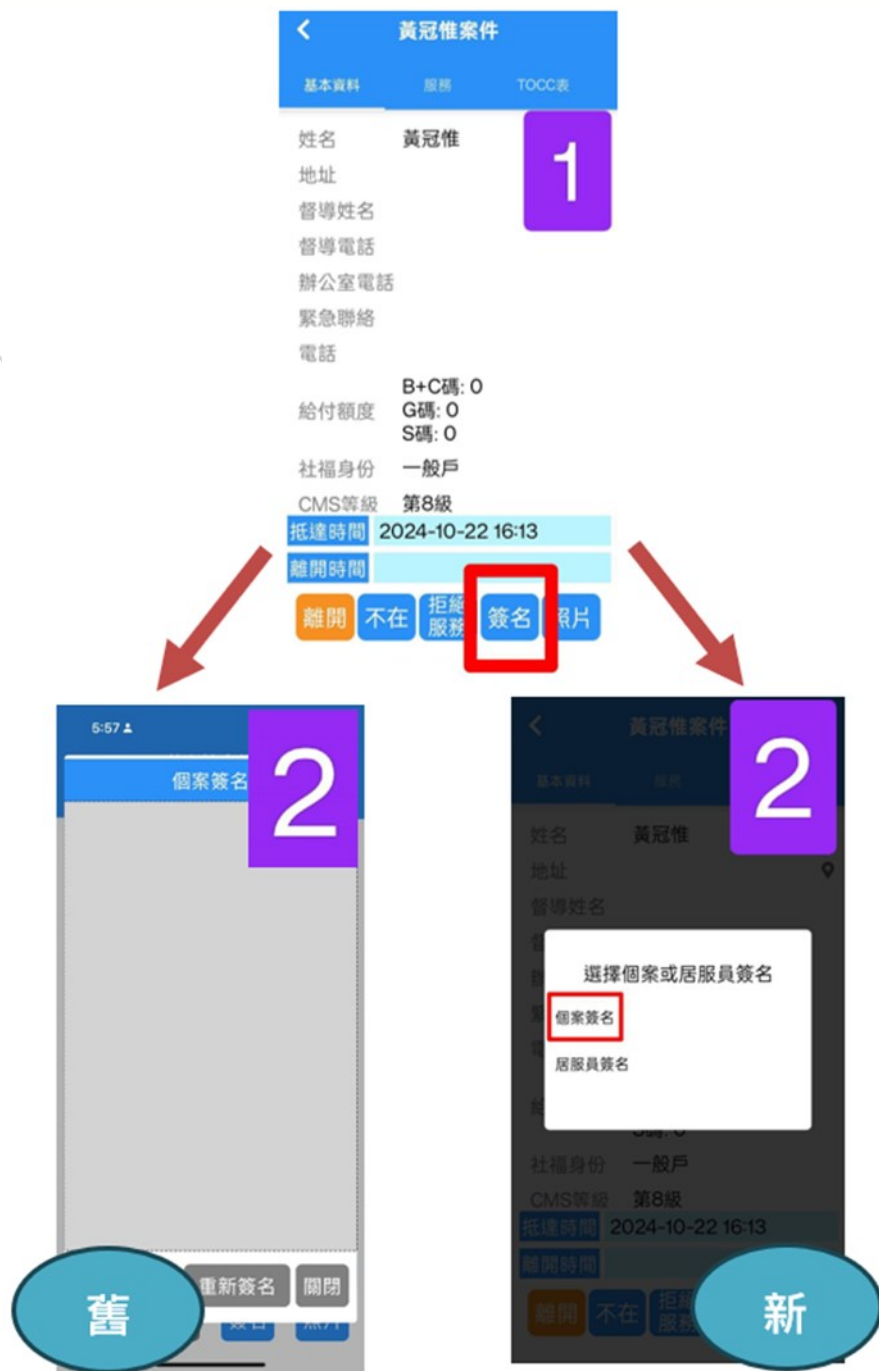 黃冠惟案件
基本資料 服務 TOCC表
1
姓名 黃冠惟
地址
督導姓名
督導電話
辦公室電話
緊急聯絡
電話
給付額度
B+C碼: 0
G碼: 0
S碼: 0
社福身份 一般戶
CMS等級 第8級
抵達時間 2024-10-22 16:13
離開時間
離開 不在 拒絕服務 簽名 照片
5:57
2
個案簽名
重新簽名 關閉
簽名 照片
舊
黃冠惟案件
2
基本資料 服務
姓名 黃冠惟
地址
督導姓名
選擇個案或居服員簽名
個案簽名
居服員簽名
S碼: 0
社福身份 一般戶
CMS等級 第8級
抵達時間 2024-10-22 16:13
離開時間
離開 不在 拒絕服務
新